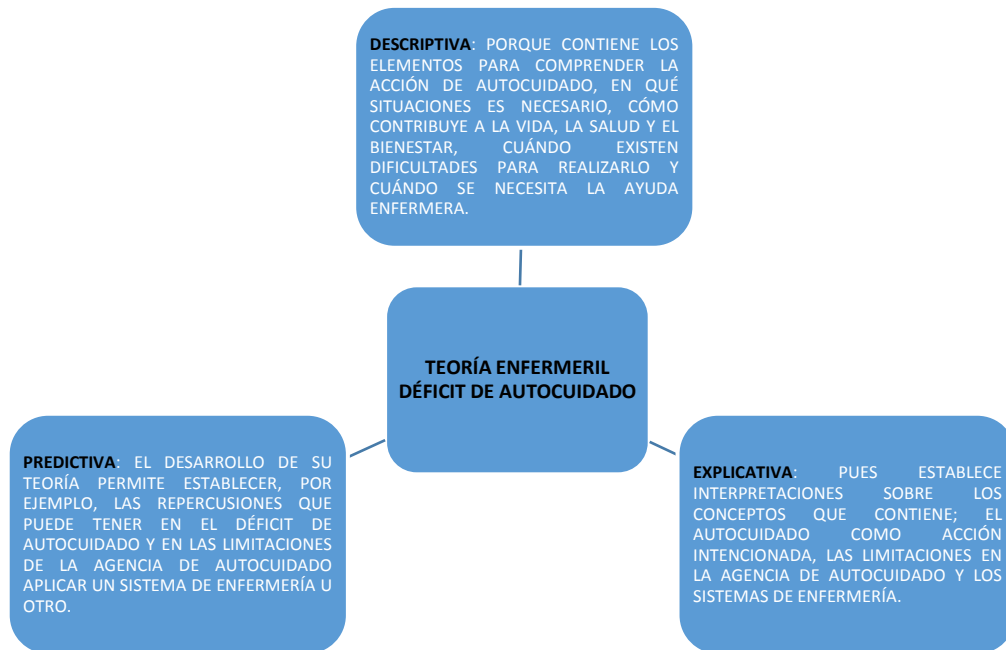 DESCRIPTIVA: PORQUE CONTIENE LOS
ELEMENTOS PARA COMPRENDER LA
ACCIÓN DE AUTOCUIDADO, EN QUÉ
SITUACIONES ES NECESARIO, CÓMO
CONTRIBUYE A LA VIDA, LA SALUD Y EL
BIENESTAR, CUÁNDO EXISTEN
DIFICULTADES PARA REALIZARLO Y
CUÁNDO SE NECESITA LA AYUDA
ENFERMERA.
TEORÍA ENFERMERIL
DÉFICIT DE AUTOCUIDADO
PREDICTIVA: EL DESARROLLO DE SU
TEORÍA PERMITE ESTABLECER, POR
EJEMPLO, LAS REPERCUSIONES QUE
PUEDE TENER EN EL DÉFICIT DE
AUTOCUIDADO Y EN LAS LIMITACIONES
DE LA AGENCIA DE AUTOCUIDADO
APLICAR UN SISTEMA DE ENFERMERÍA U
OTRO.
EXPLICATIVA: PUES ESTABLECE
INTERPRETACIONES SOBRE LOS
CONCEPTOS QUE CONTIENE; EL
AUTOCUIDADO COMO ACCIÓN
INTENCIONADA, LAS LIMITACIONES EN
LA AGENCIA DE AUTOCUIDADO Y LOS
SISTEMAS DE ENFERMERÍA.